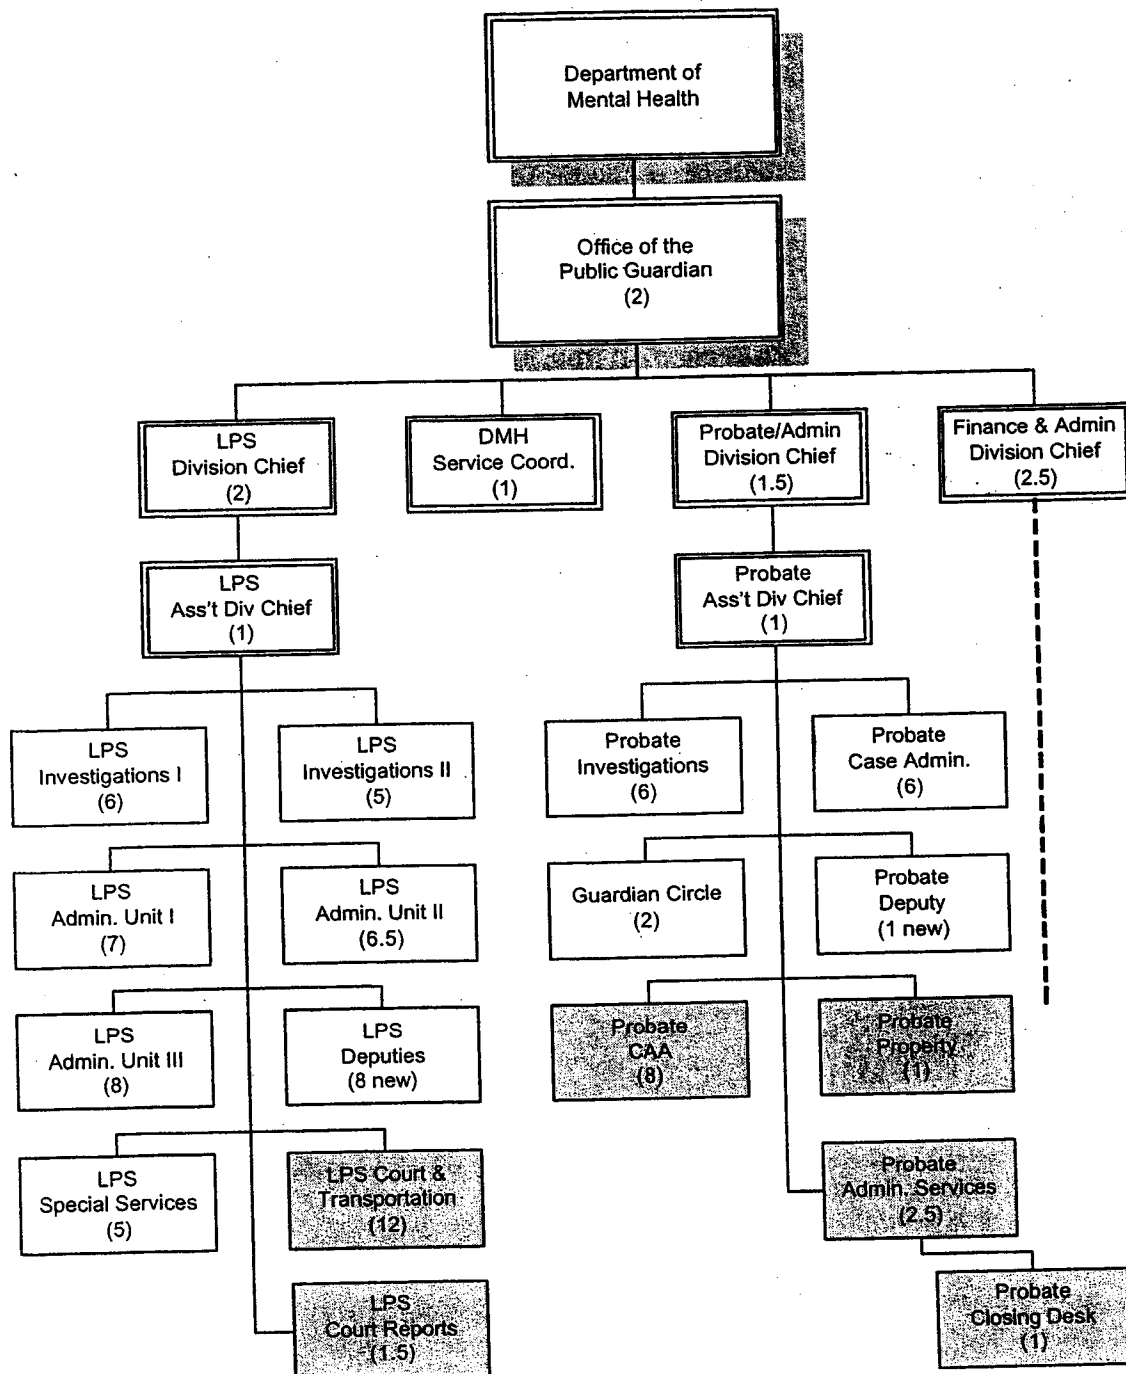 Department of
Mental Health
Office of the
Public Guardian
(2)
LPS
Division Chief
(2)
DMH
Service Coord.
(1)
Probate/Admin
Division Chief
(1.5)
Finance & Admin
Division Chief
(2.5)
LPS
Ass't Div Chief
(1)
Probate
Ass't Div Chief
(1)
LPS
Investigations I
(6)
LPS
Investigations II
(5)
Probate
Investigations
(6)
Probate
Case Admin.
(6)
LPS
Admin. Unit I
(7)
LPS
Admin. Unit II
(6.5)
Guardian Circle
(2)
Probate
Deputy
(1 new)
LPS
Admin. Unit III
(8)
LPS
Deputies
(8 new)
Probate
CAA
(8)
Probate
Property
(1)
LPS
Special Services
(5)
LPS Court &
Transportation
(12)
Probate
Admin. Services
(2.5)
LPS
Court Reports
(1.5)
Probate
Closing Desk
(1)